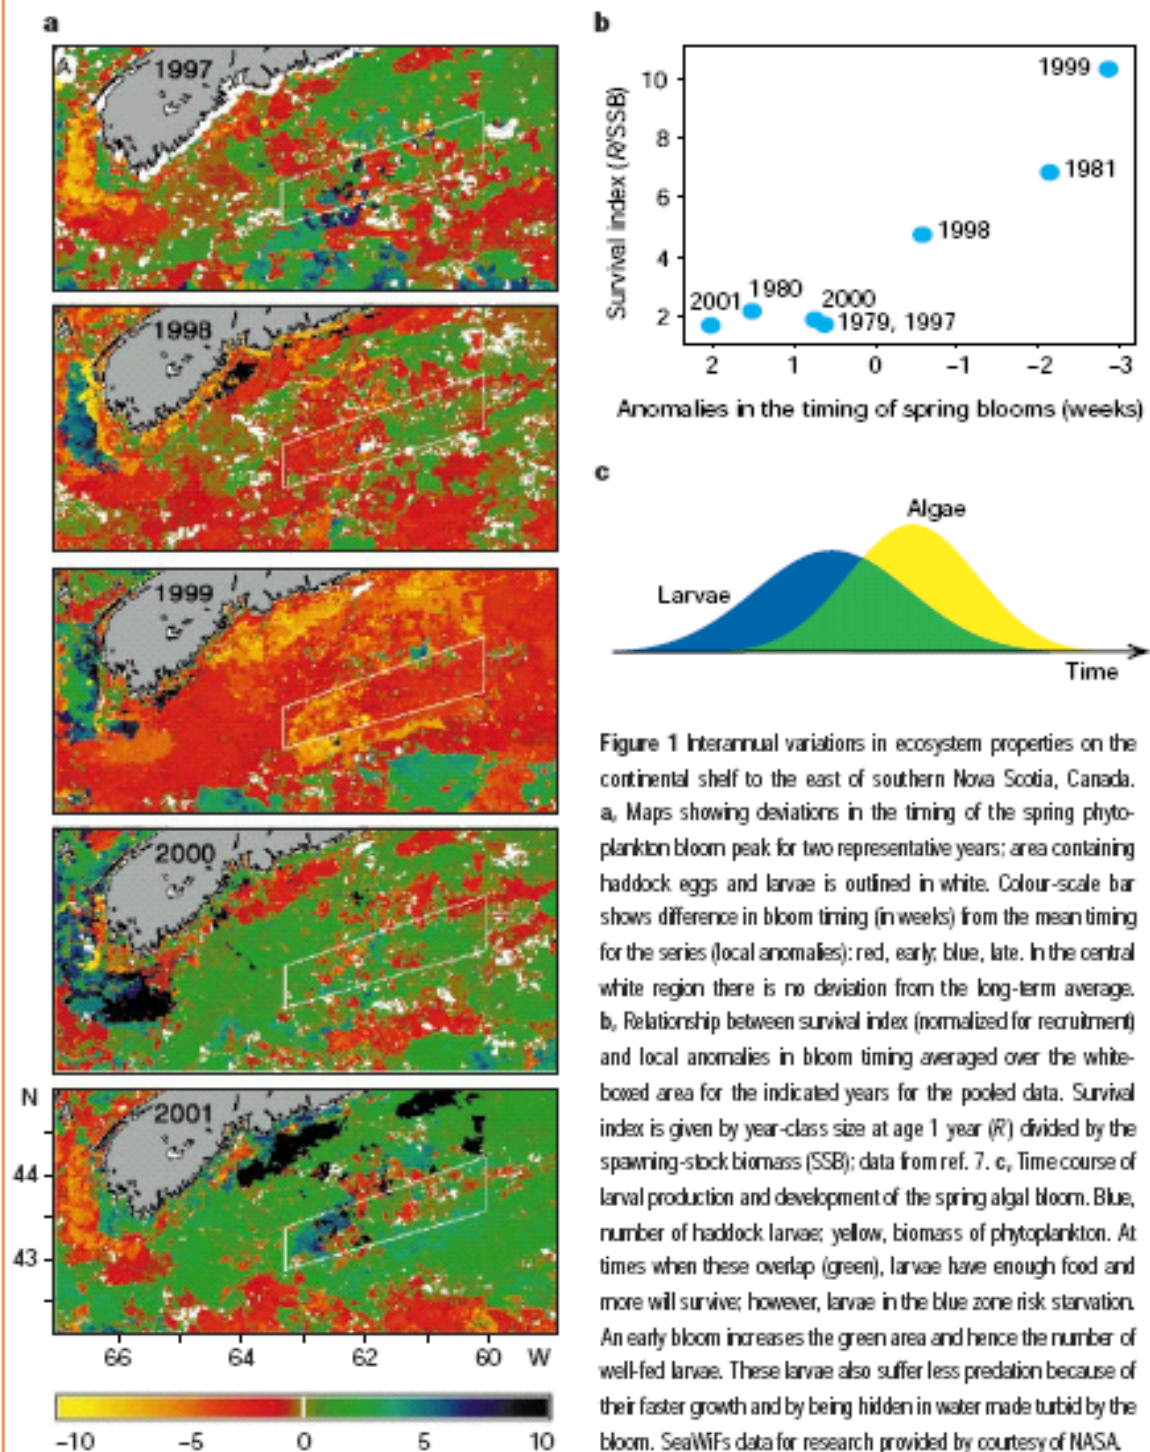 a
A
1997
A
1998
A
1999
A
2000
N
A
2001
44
43
66 64 62 60 W
−10 −5 0 5 10
b
Survival index (R/SSB)
10
8
6
4
2
1999
1981
1998
1980
2001
2000
1979, 1997
2 1 0 −1 −2 −3
Anomalies in the timing of spring blooms (weeks)
c
Algae
Larvae
Time
Figure 1 Interannual variations in ecosystem properties on the
continental shelf to the east of southern Nova Scotia, Canada.
a, Maps showing deviations in the timing of the spring phyto-
plankton bloom peak for two representative years; area containing
haddock eggs and larvae is outlined in white. Colour-scale bar
shows difference in bloom timing (in weeks) from the mean timing
for the series (local anomalies): red, early; blue, late. In the central
white region there is no deviation from the long-term average.
b, Relationship between survival index (normalized for recruitment)
and local anomalies in bloom timing averaged over the white-
boxed area for the indicated years for the pooled data. Survival
index is given by year-class size at age 1 year (R) divided by the
spawning-stock biomass (SSB); data from ref. 7. c, Time course of
larval production and development of the spring algal bloom. Blue,
number of haddock larvae; yellow, biomass of phytoplankton. At
times when these overlap (green), larvae have enough food and
more will survive; however, larvae in the blue zone risk starvation.
An early bloom increases the green area and hence the number of
well-fed larvae. These larvae also suffer less predation because of
their faster growth and by being hidden in water made turbid by the
bloom. SeaWiFs data for research provided by courtesy of NASA.